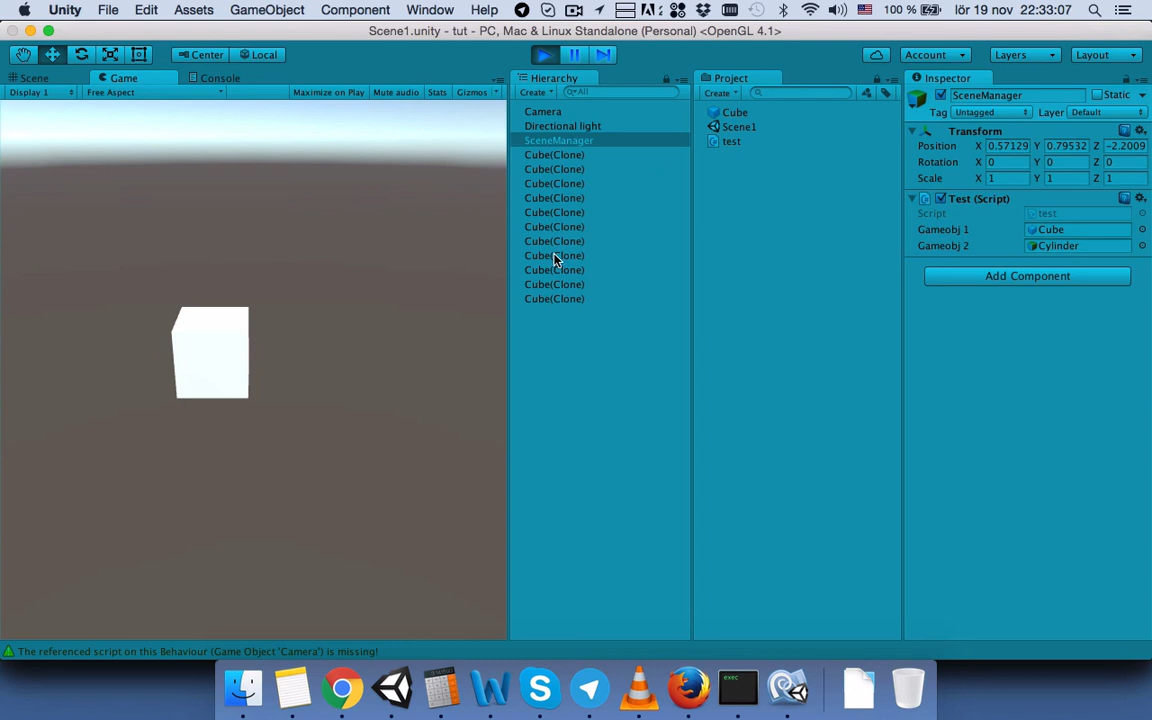 Unity File Edit Assets GameObject Component Window Help 100 % lör 19 nov 22:33:07
Scene1.unity - tut - PC, Mac & Linux Standalone (Personal) <OpenGL 4.1>
Center Local Account Layers Layout
Scene Game Console Hierarchy Project Inspector
Display 1 Free Aspect Maximize on Play Mute audio Stats Gizmos Create All Create SceneManager Static
Tag Untagged Layer Default
Camera
Directional light
SceneManager
Cube(Clone)
Cube(Clone)
Cube(Clone)
Cube(Clone)
Cube(Clone)
Cube(Clone)
Cube(Clone)
Cube(Clone)
Cube(Clone)
Cube(Clone)
Cube(Clone)
Cube
Scene1
test
Transform
Position X 0.57129 Y 0.79532 Z -2.2009
Rotation X 0 Y 0 Z 0
Scale X 1 Y 1 Z 1
Test (Script)
Script test
Gameobj 1 Cube
Gameobj 2 Cylinder
Add Component
The referenced script on this Behaviour (Game Object 'Camera') is missing!
exec